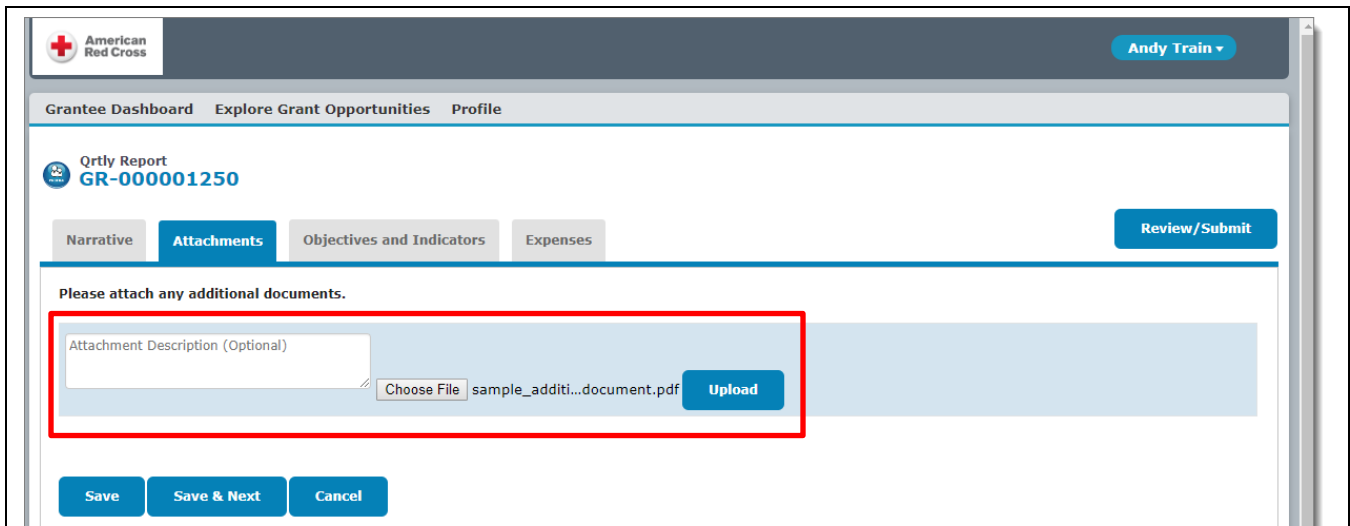 American
Red Cross
Andy Train
Grantee Dashboard Explore Grant Opportunities Profile
Qrtly Report
GR-000001250
Narrative Attachments Objectives and Indicators Expenses
Review/Submit
Please attach any additional documents.
Attachment Description (Optional)
Choose File sample_additi...document.pdf Upload
Save Save & Next Cancel